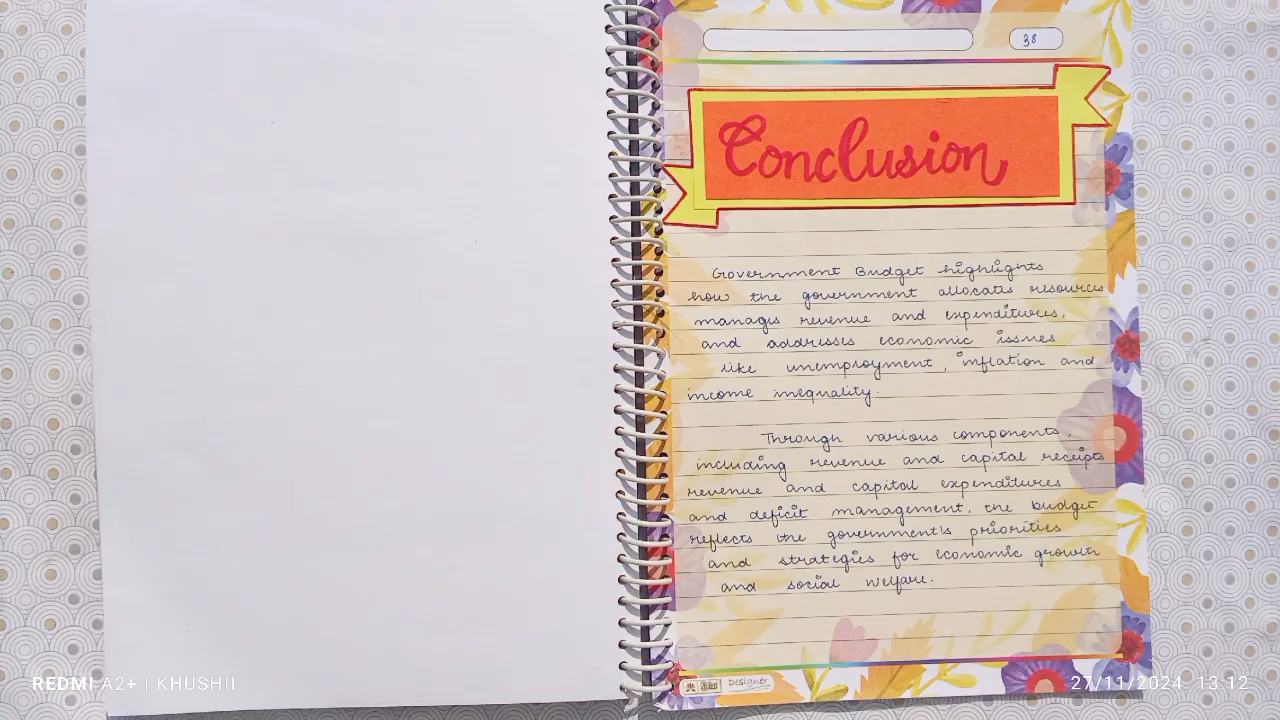 38
Conclusion
Government Budget highlights
how the government allocates resources
manages revenue and expenditures,
and addresses economic issues
like unemployment, inflation and
income inequality
Through various components,
including revenue and capital receipts
revenue and capital expenditures
and deficit management, the budget
reflects the government's priorities
and strategies for economic growth
and social welfare.
Designer
REDMI A2+ | KHUSHII
27/11/2024 13:12